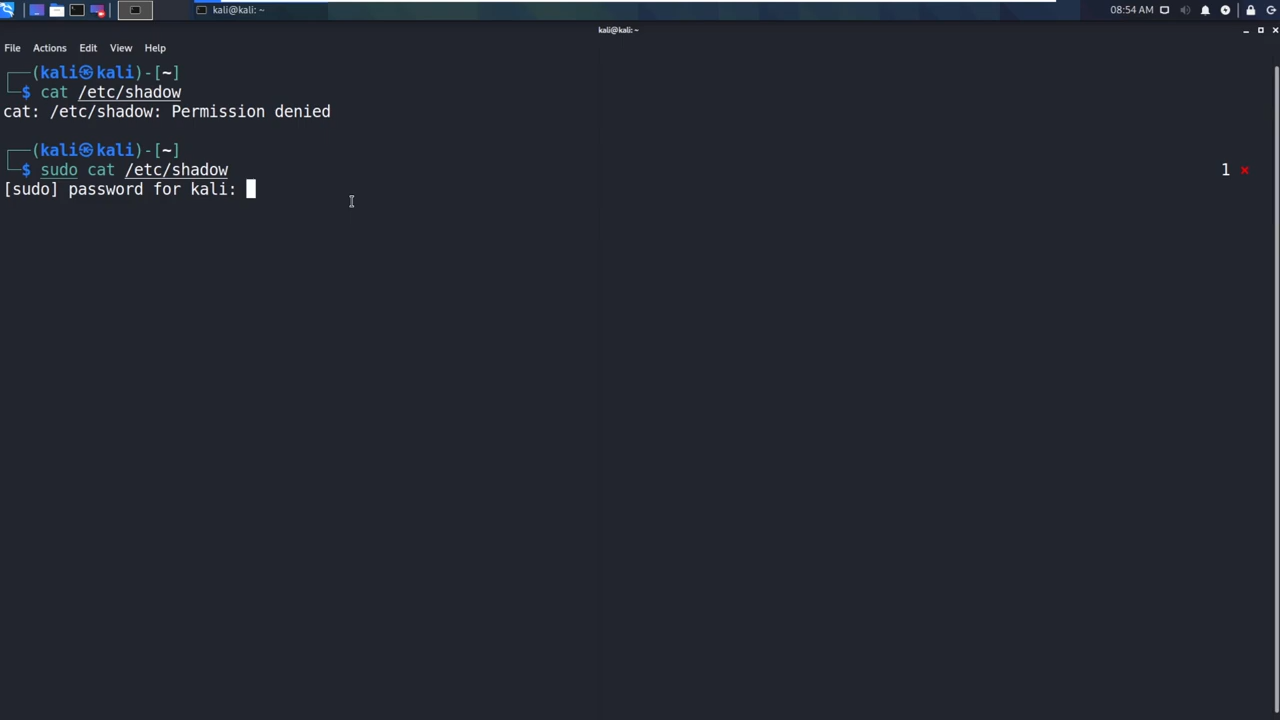 kali@kali: ~
08:54 AM
kali@kali: ~
File Actions Edit View Help
(kali㉿kali)-[~]
$ cat /etc/shadow
cat: /etc/shadow: Permission denied
(kali㉿kali)-[~]
$ sudo cat /etc/shadow
1 ⨯
[sudo] password for kali: